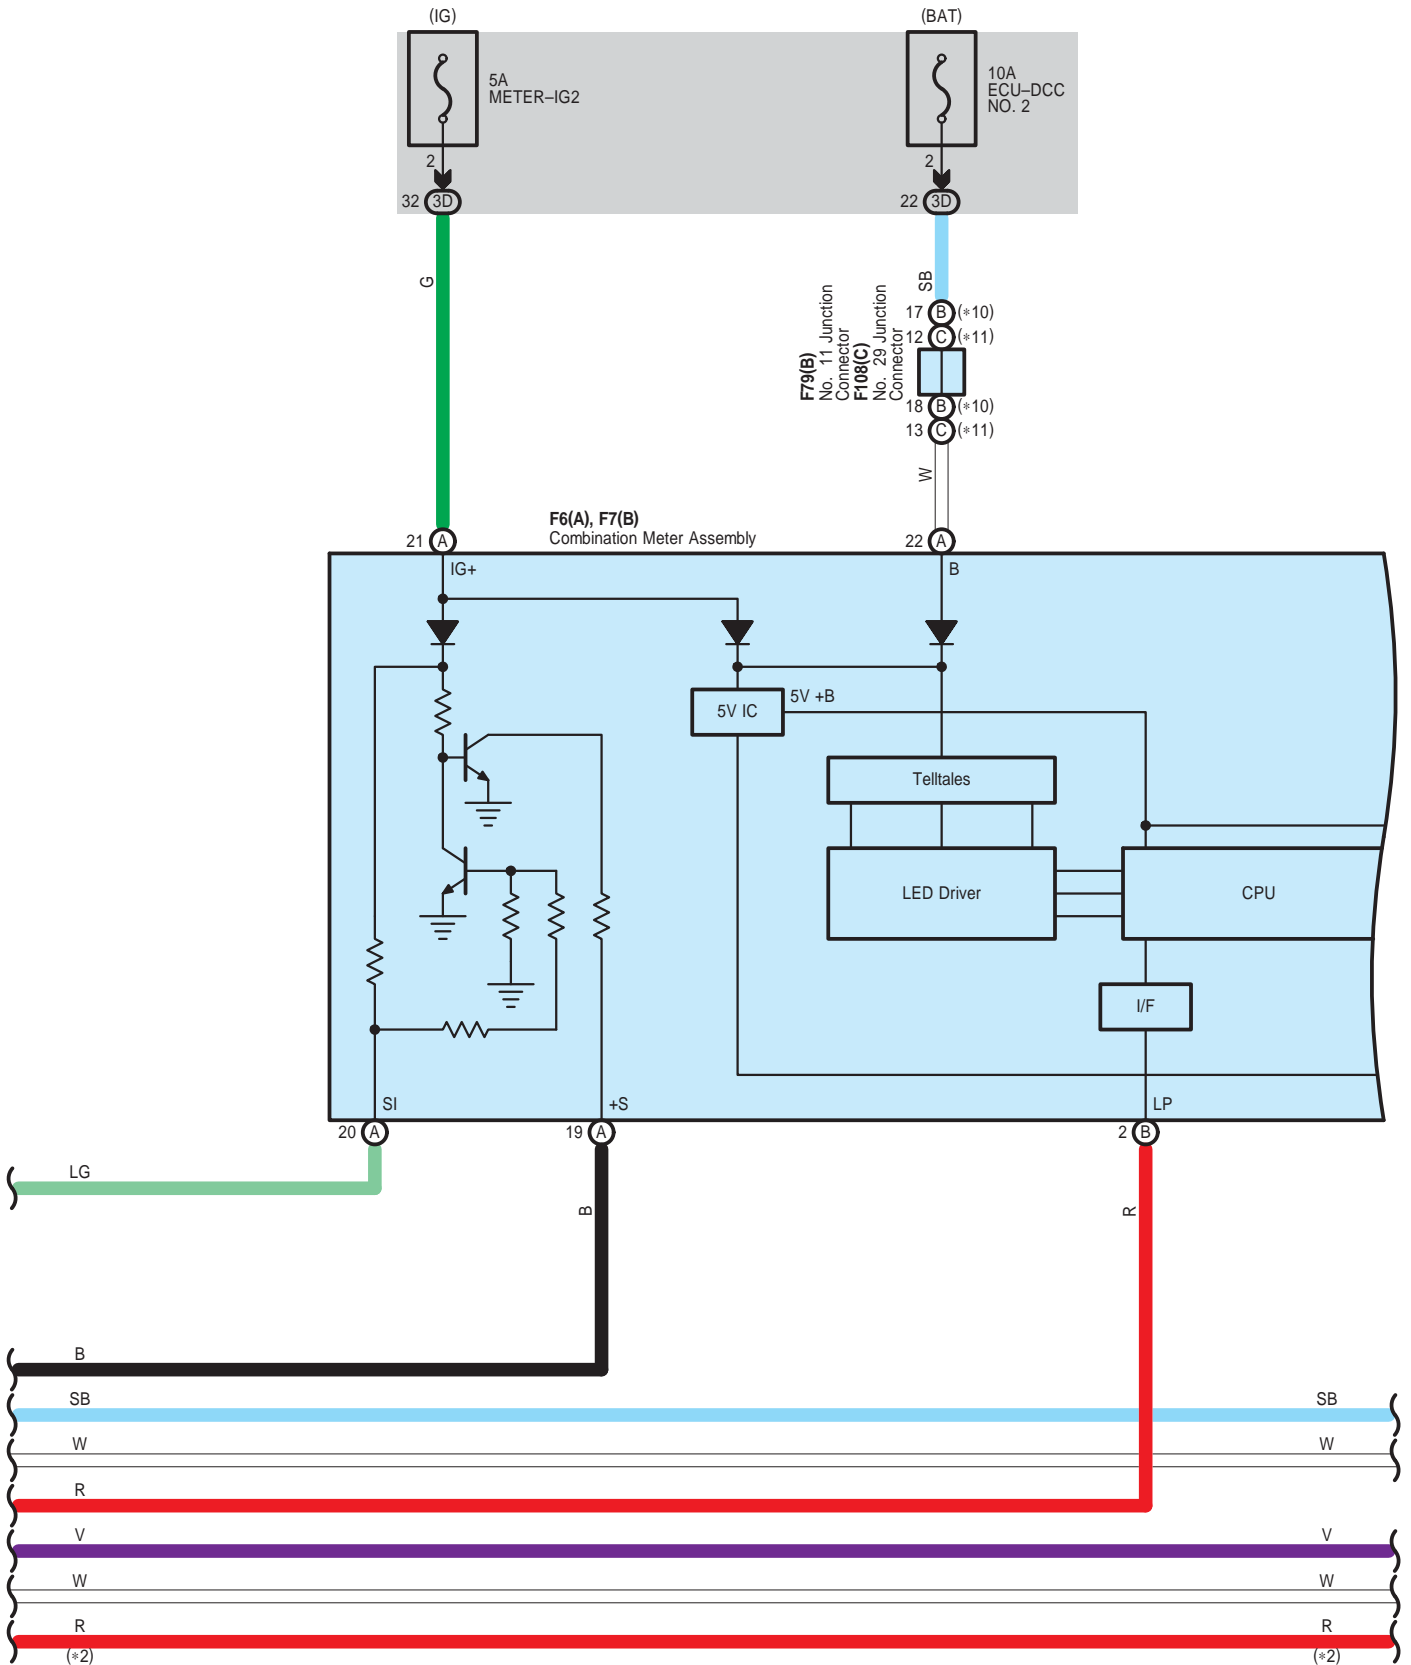 (IG)
(BAT)
5A
METER–IG2
10A
ECU–DCC
NO. 2
2
2
32 3D
22 3D
G
SB
F79(B)
No. 11 Junction
Connector
F108(C)
No. 29 Junction
Connector
17 B (*10)
12 C (*11)
18 B (*10)
13 C (*11)
W
F6(A), F7(B)
Combination Meter Assembly
21 A
22 A
IG+
B
5V IC
5V +B
Telltales
LED Driver
CPU
I/F
SI
+S
LP
20 A
19 A
2 B
LG
B
R
B
SB
SB
W
W
R
V
V
W
W
R
R
(*2)
(*2)